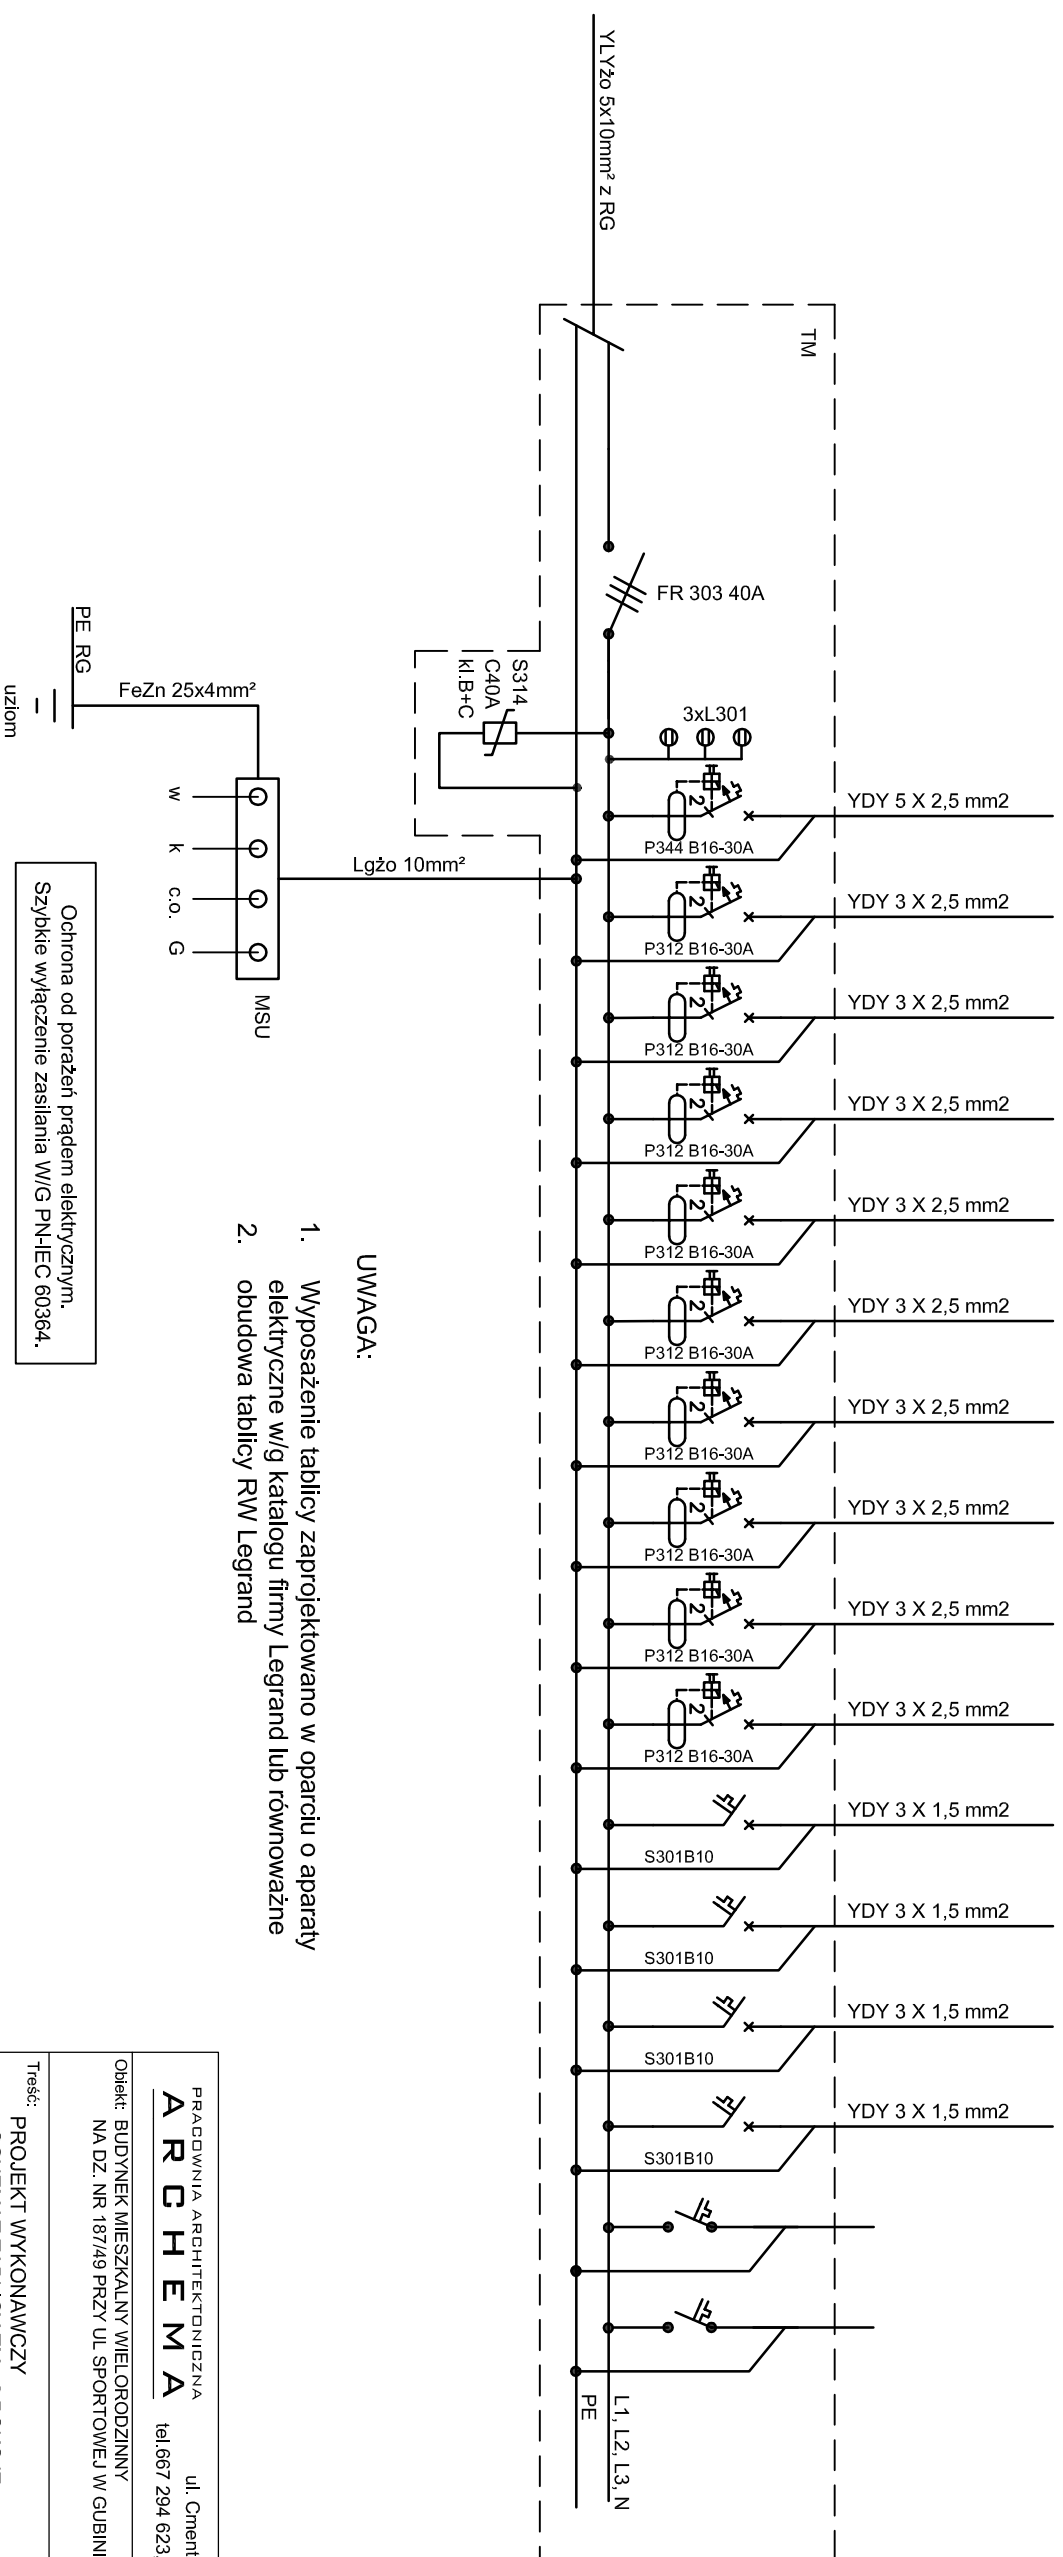 YLYżo 5x10mm² z RG
TM
FR 303 40A
3xL301
S314
C40A
kl.B+C
YDY 5 X 2,5 mm2
P344 B16-30A
YDY 3 X 2,5 mm2
P312 B16-30A
YDY 3 X 2,5 mm2
P312 B16-30A
YDY 3 X 2,5 mm2
P312 B16-30A
YDY 3 X 2,5 mm2
P312 B16-30A
YDY 3 X 2,5 mm2
P312 B16-30A
YDY 3 X 2,5 mm2
P312 B16-30A
YDY 3 X 2,5 mm2
P312 B16-30A
YDY 3 X 2,5 mm2
P312 B16-30A
YDY 3 X 2,5 mm2
P312 B16-30A
YDY 3 X 1,5 mm2
S301B10
YDY 3 X 1,5 mm2
S301B10
YDY 3 X 1,5 mm2
S301B10
YDY 3 X 1,5 mm2
S301B10
L1, L2, L3, N
PE
PE RG
FeZn 25x4mm²
uziom
Lgżo 10mm²
w
k
c.o.
G
MSU
Ochrona od porażeń prądem elektrycznym.
Szybkie wyłączenie zasilania W/G PN-IEC 60364.
UWAGA:
1. Wyposażenie tablicy zaprojektowano w oparciu o aparaty
elektryczne w/g katalogu firmy Legrand lub równoważne
2. obudowa tablicy RW Legrand
PRACOWNIA ARCHITEKTONICZNA
ul. Cment
ARCHEMA
tel.667 294 623,
Obiekt: BUDYNEK MIESZKALNY WIELORODZINNY
NA DZ. NR 187/49 PRZY UL SPORTOWEJ W GUBINI
Treść:
PROJEKT WYKONAWCZY